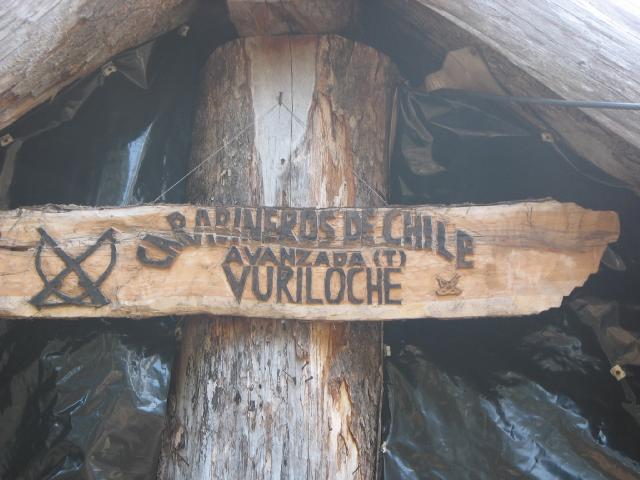 CARABINEROS DE CHILE
AVANZADA (T)
VURILOCHE